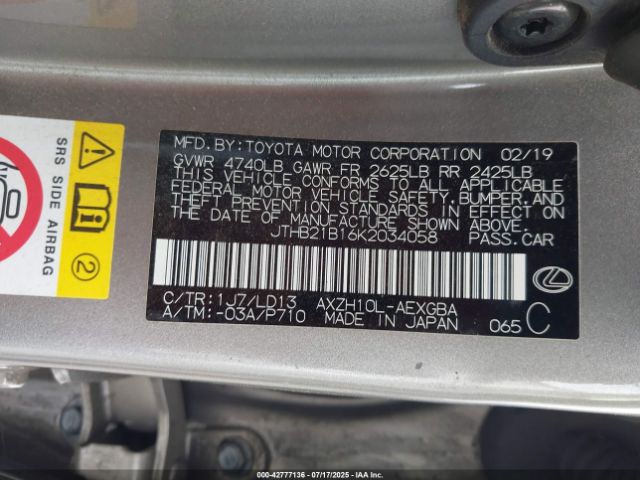 MFD.BY:TOYOTA MOTOR CORPORATION 02/19
GVWR 4740LB GAWR FR 2625LB RR 2425LB
THIS VEHICLE CONFORMS TO ALL APPLICABLE
FEDERAL MOTOR VEHICLE SAFETY,BUMPER,AND
THEFT PREVENTION STANDARDS IN EFFECT ON
THE DATE OF MANUFACTURE SHOWN ABOVE.
JTHB21B16K2034058 PASS.CAR
C/TR:1J7/LD13 AXZH10L-AEXGBA
A/TM:-03A/P710 MADE IN JAPAN 065 C
SRS SIDE AIRBAG
2
000-42777136 - 07/17/2025 - IAAI.COM